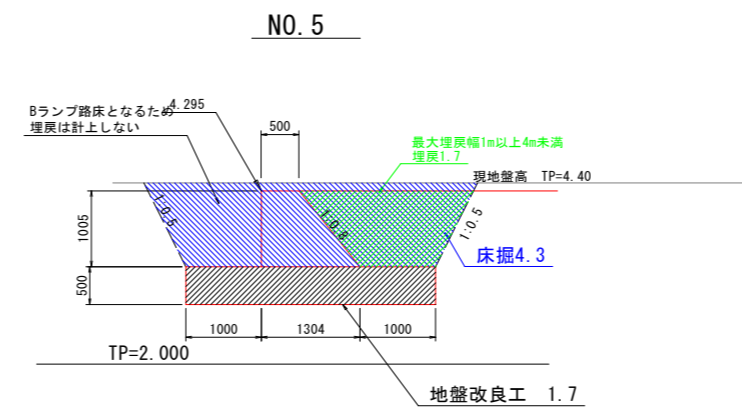 NO.5
Bランプ路床となるため
埋戻は計上しない
4.295
500
最大埋戻幅1m以上4m未満
埋戻1.7
現地盤高 TP=4.40
1:0.5
1:0.8
1:0.5
1005
床掘4.3
500
1000
1304
1000
TP=2.000
地盤改良工 1.7